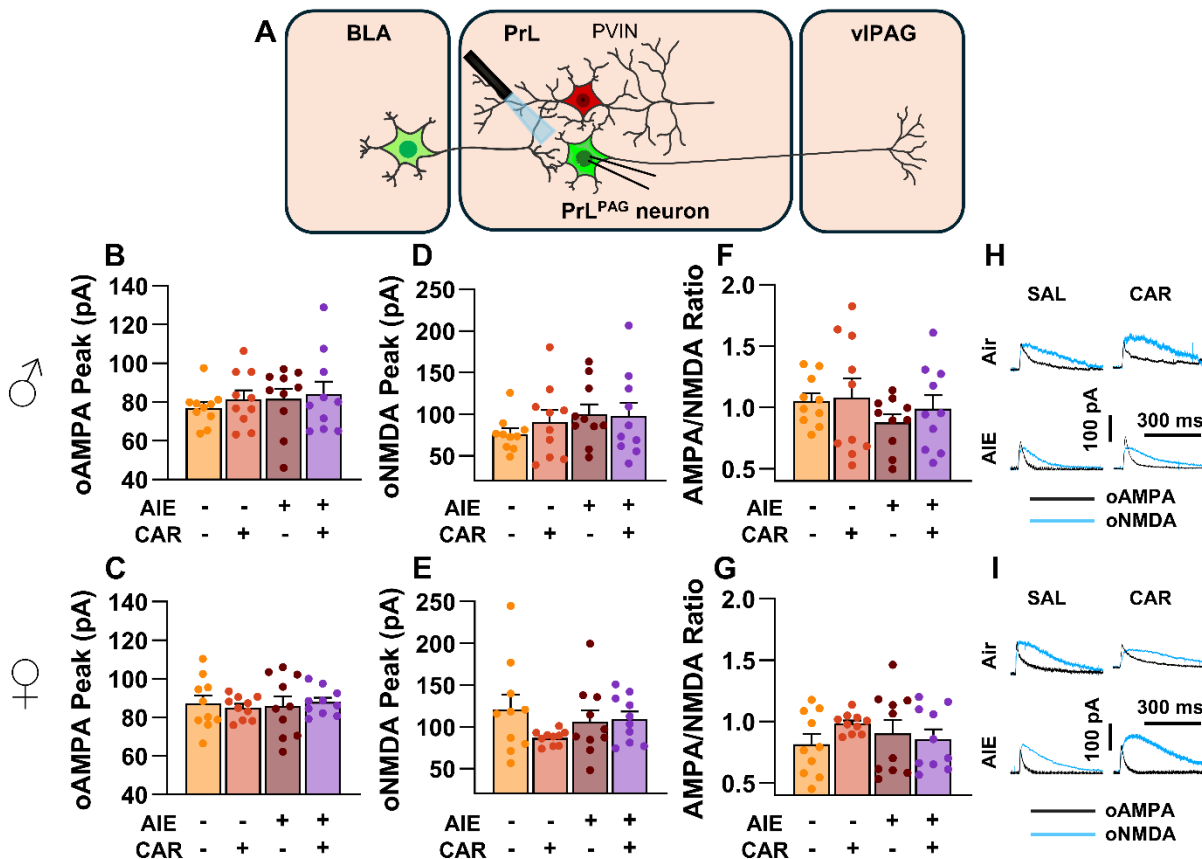 A
BLA
PrL
PVIN
vlPAG
PrLPAG neuron
B
oAMPA Peak (pA)
140
120
100
80
60
40
AIE - - + +
CAR - + - +
D
oNMDA Peak (pA)
250
200
150
100
50
AIE - - + +
CAR - + - +
F
AMPA/NMDA Ratio
2.0
1.5
1.0
0.5
AIE - - + +
CAR - + - +
H
SAL CAR
Air
AIE
100 pA
300 ms
oAMPA
oNMDA
C
oAMPA Peak (pA)
140
120
100
80
60
40
AIE - - + +
CAR - + - +
E
oNMDA Peak (pA)
250
200
150
100
50
AIE - - + +
CAR - + - +
G
AMPA/NMDA Ratio
2.0
1.5
1.0
0.5
AIE - - + +
CAR - + - +
I
SAL CAR
Air
AIE
100 pA
300 ms
oAMPA
oNMDA